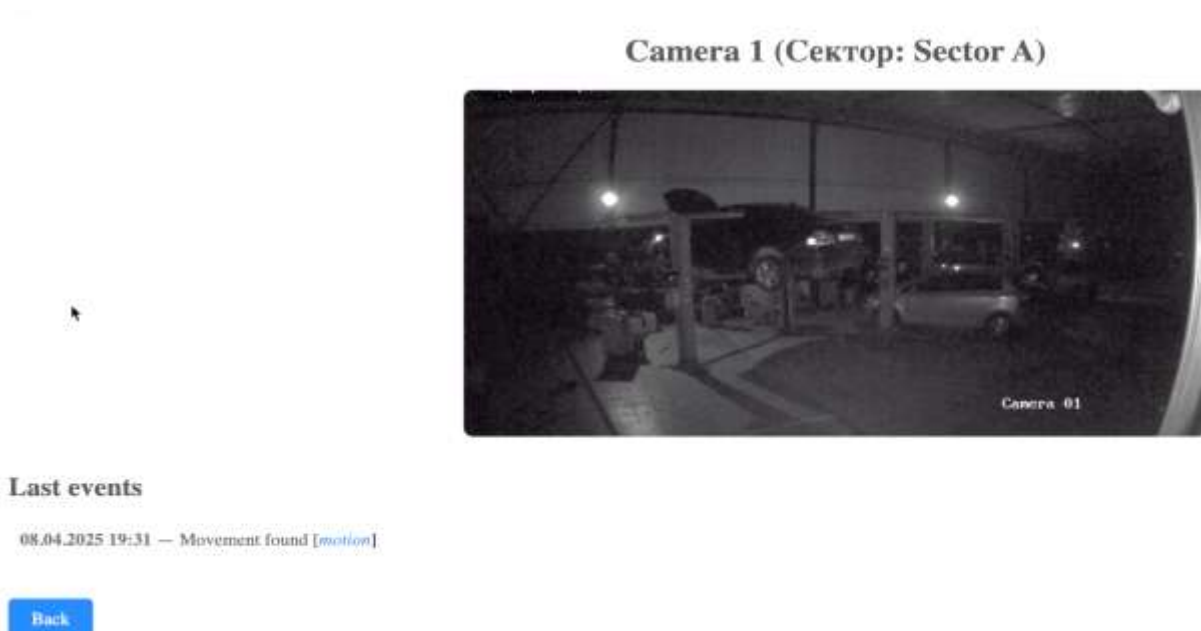 Camera 1 (Сектор: Sector A)
Camera 01
Last events
08.04.2025 19:31 — Movement found [motion]
Back